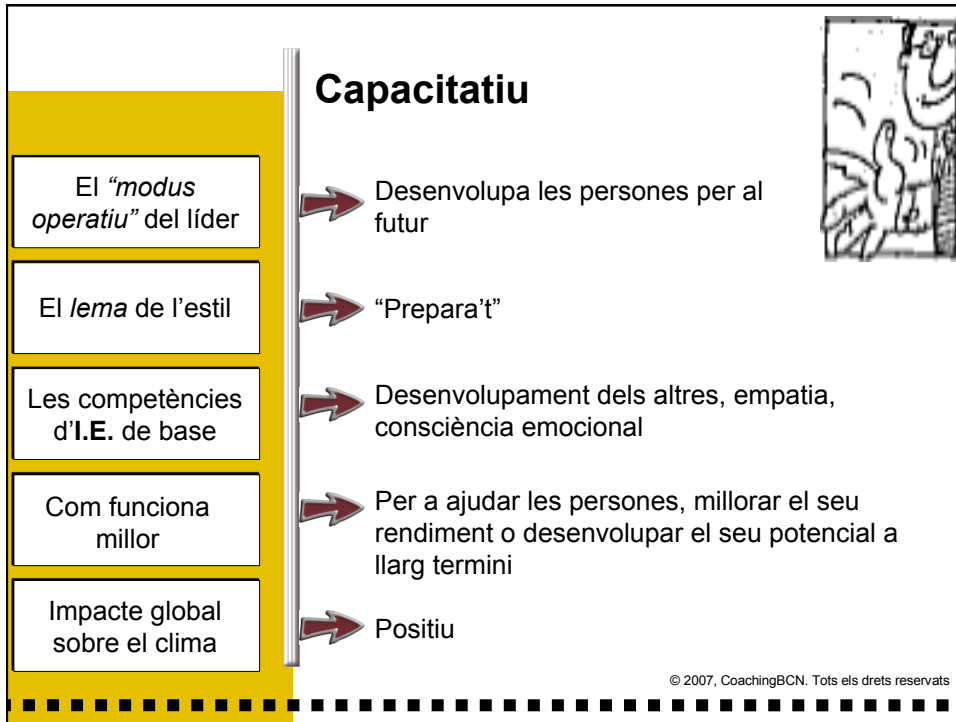 Capacitatiu
El “modus
operatiu” del líder
Desenvolupa les persones per al
futur
El lema de l’estil
“Prepara’t”
Les competències
d’I.E. de base
Desenvolupament dels altres, empatia,
consciència emocional
Com funciona
millor
Per a ajudar les persones, millorar el seu
rendiment o desenvolupar el seu potencial a
llarg termini
Impacte global
sobre el clima
Positiu
© 2007, CoachingBCN. Tots els drets reservats